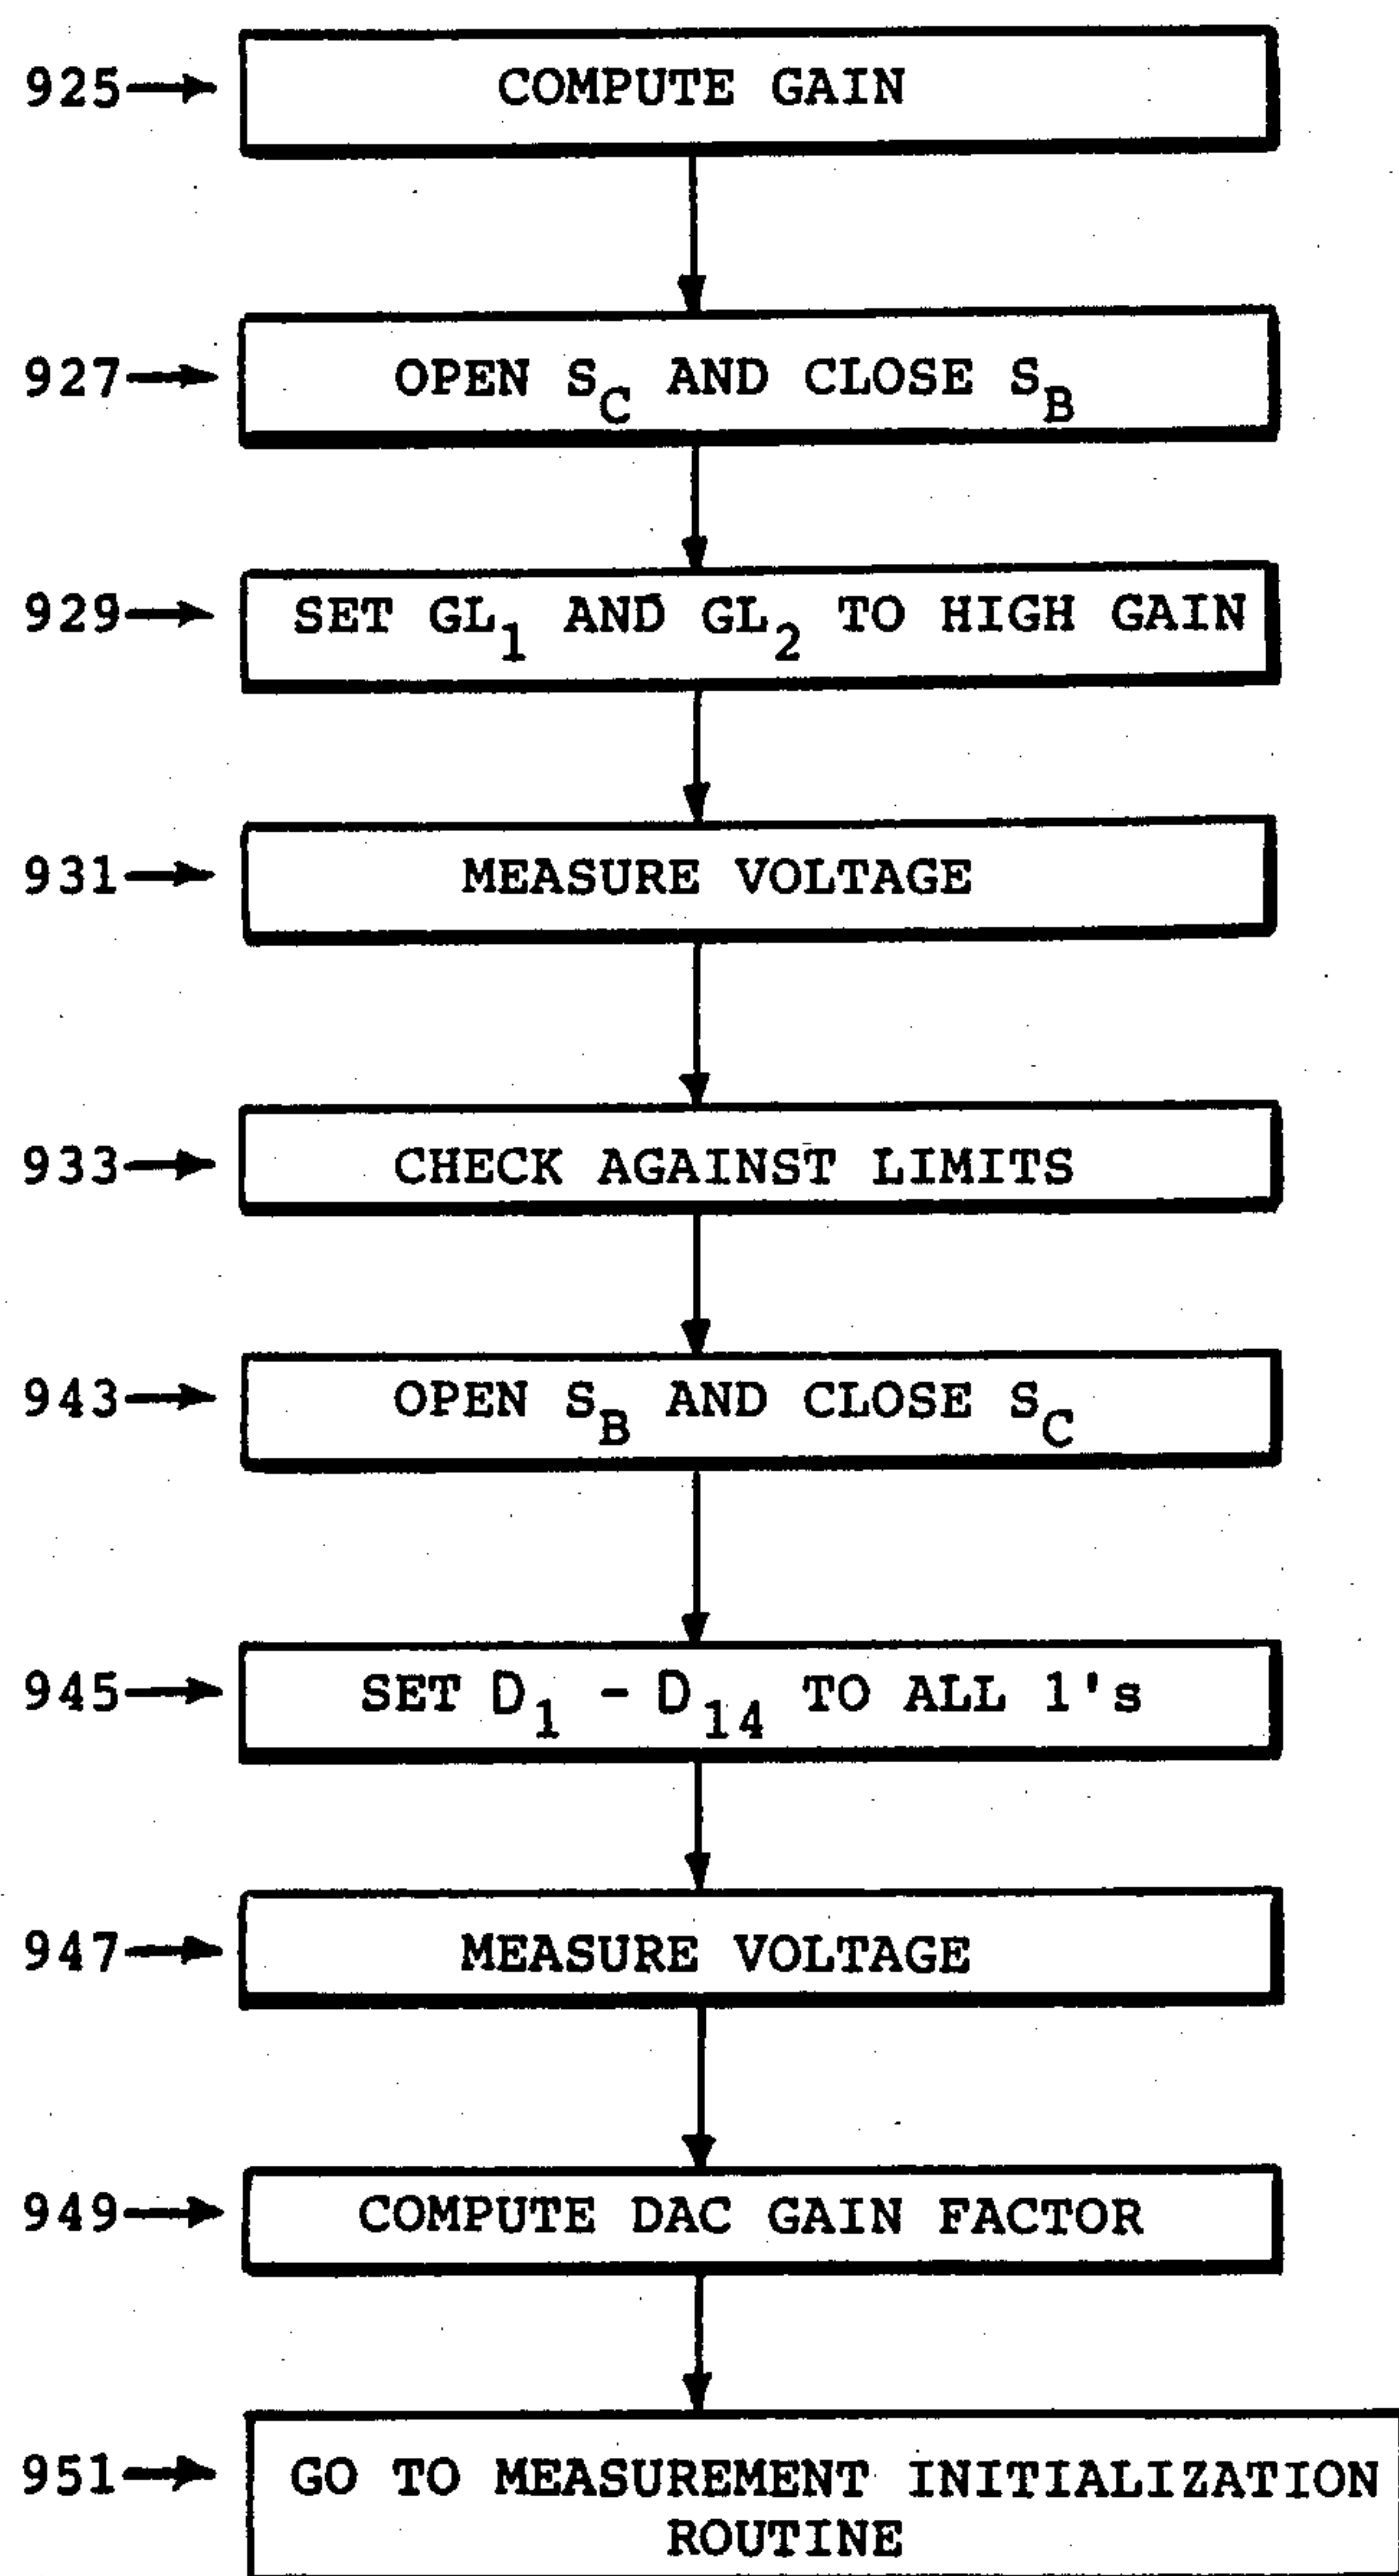 925 COMPUTE GAIN
927 OPEN S_C AND CLOSE S_B
929 SET GL_1 AND GL_2 TO HIGH GAIN
931 MEASURE VOLTAGE
933 CHECK AGAINST LIMITS
943 OPEN S_B AND CLOSE S_C
945 SET D_1 - D_14 TO ALL 1's
947 MEASURE VOLTAGE
949 COMPUTE DAC GAIN FACTOR
951 GO TO MEASUREMENT INITIALIZATION
ROUTINE